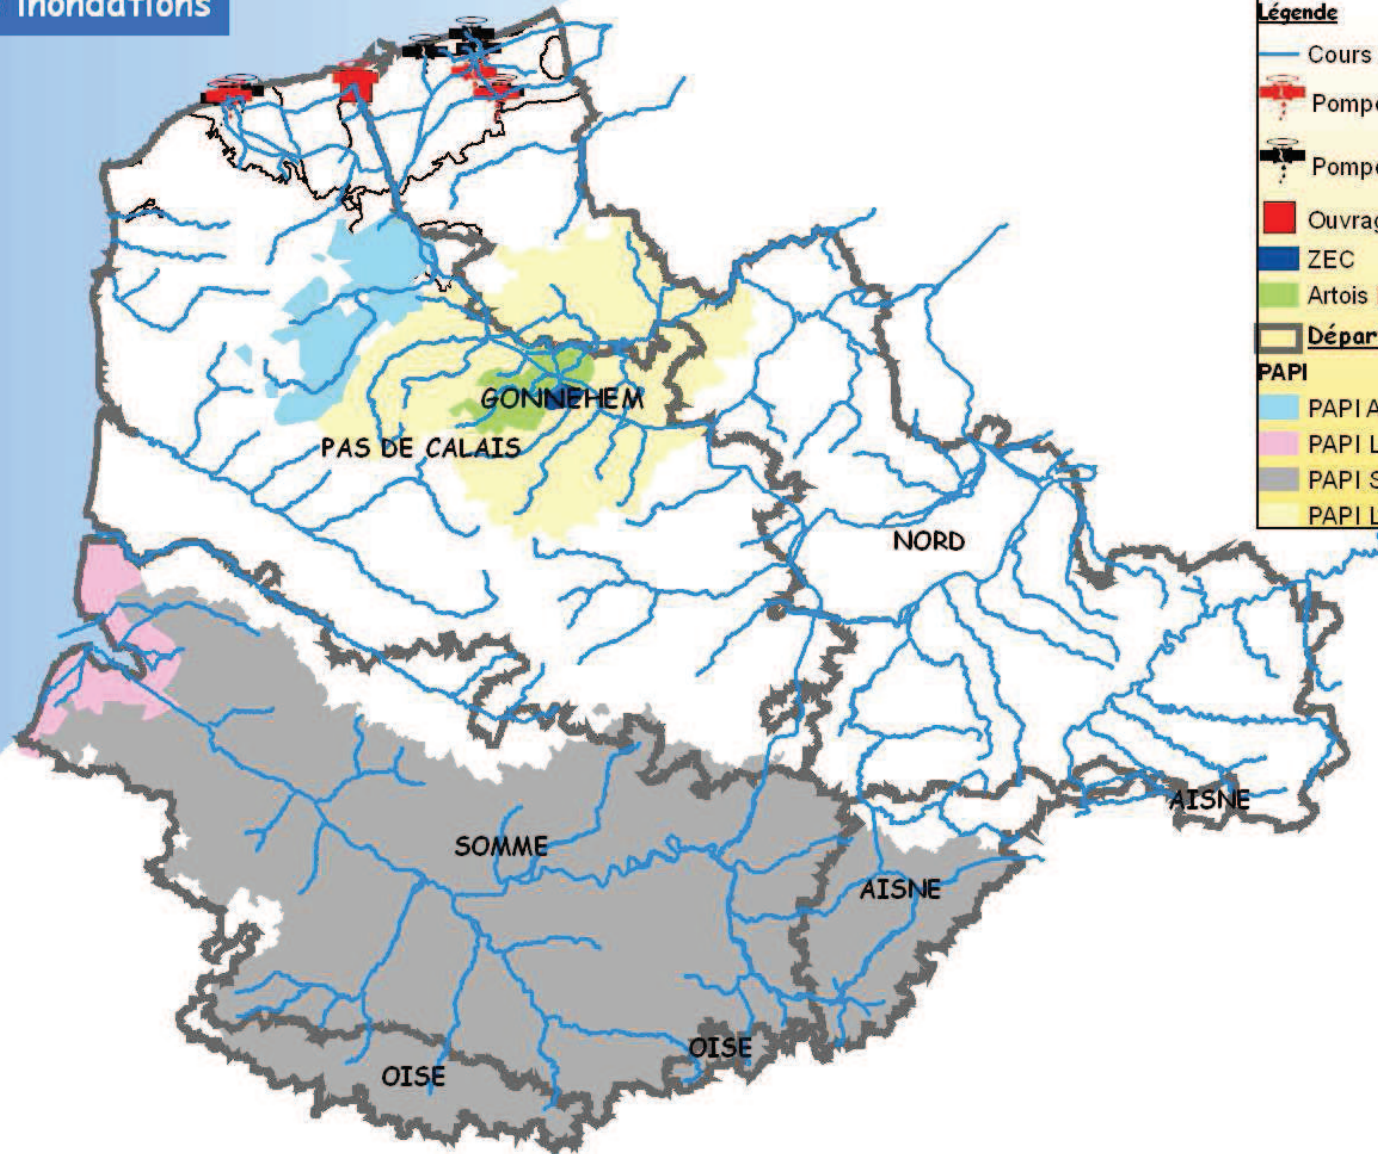 inondations
Légende
Cours
Pompe
Pompe
Ouvrag
ZEC
Artois
Dépar
PAPI
PAPI A
PAPI L
PAPI S
PAPI L
GONNEHEM
PAS DE CALAIS
NORD
AISNE
SOMME
AISNE
OISE
OISE